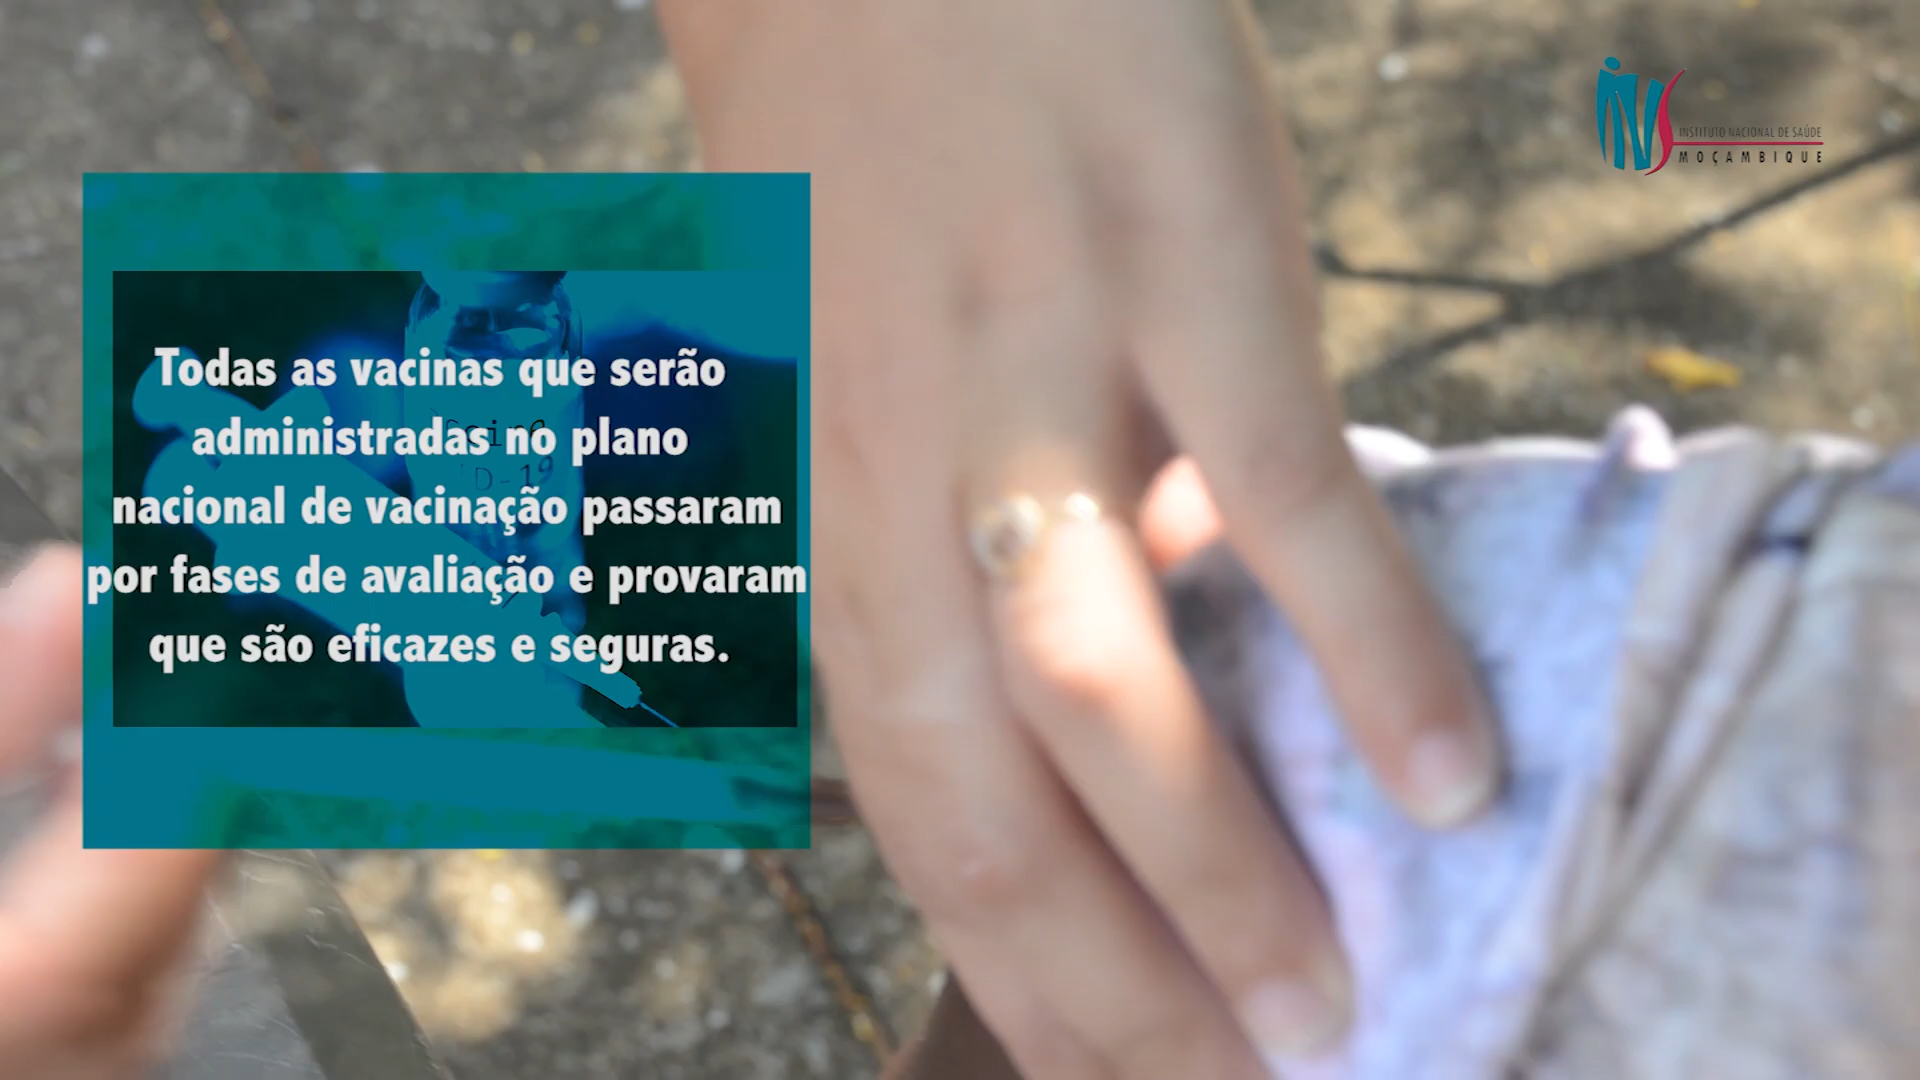 INSTITUTO NACIONAL DE SAÚDE
MOÇAMBIQUE
Todas as vacinas que serão
administradas no plano
nacional de vacinação passaram
por fases de avaliação e provaram
que são eficazes e seguras.
D-19